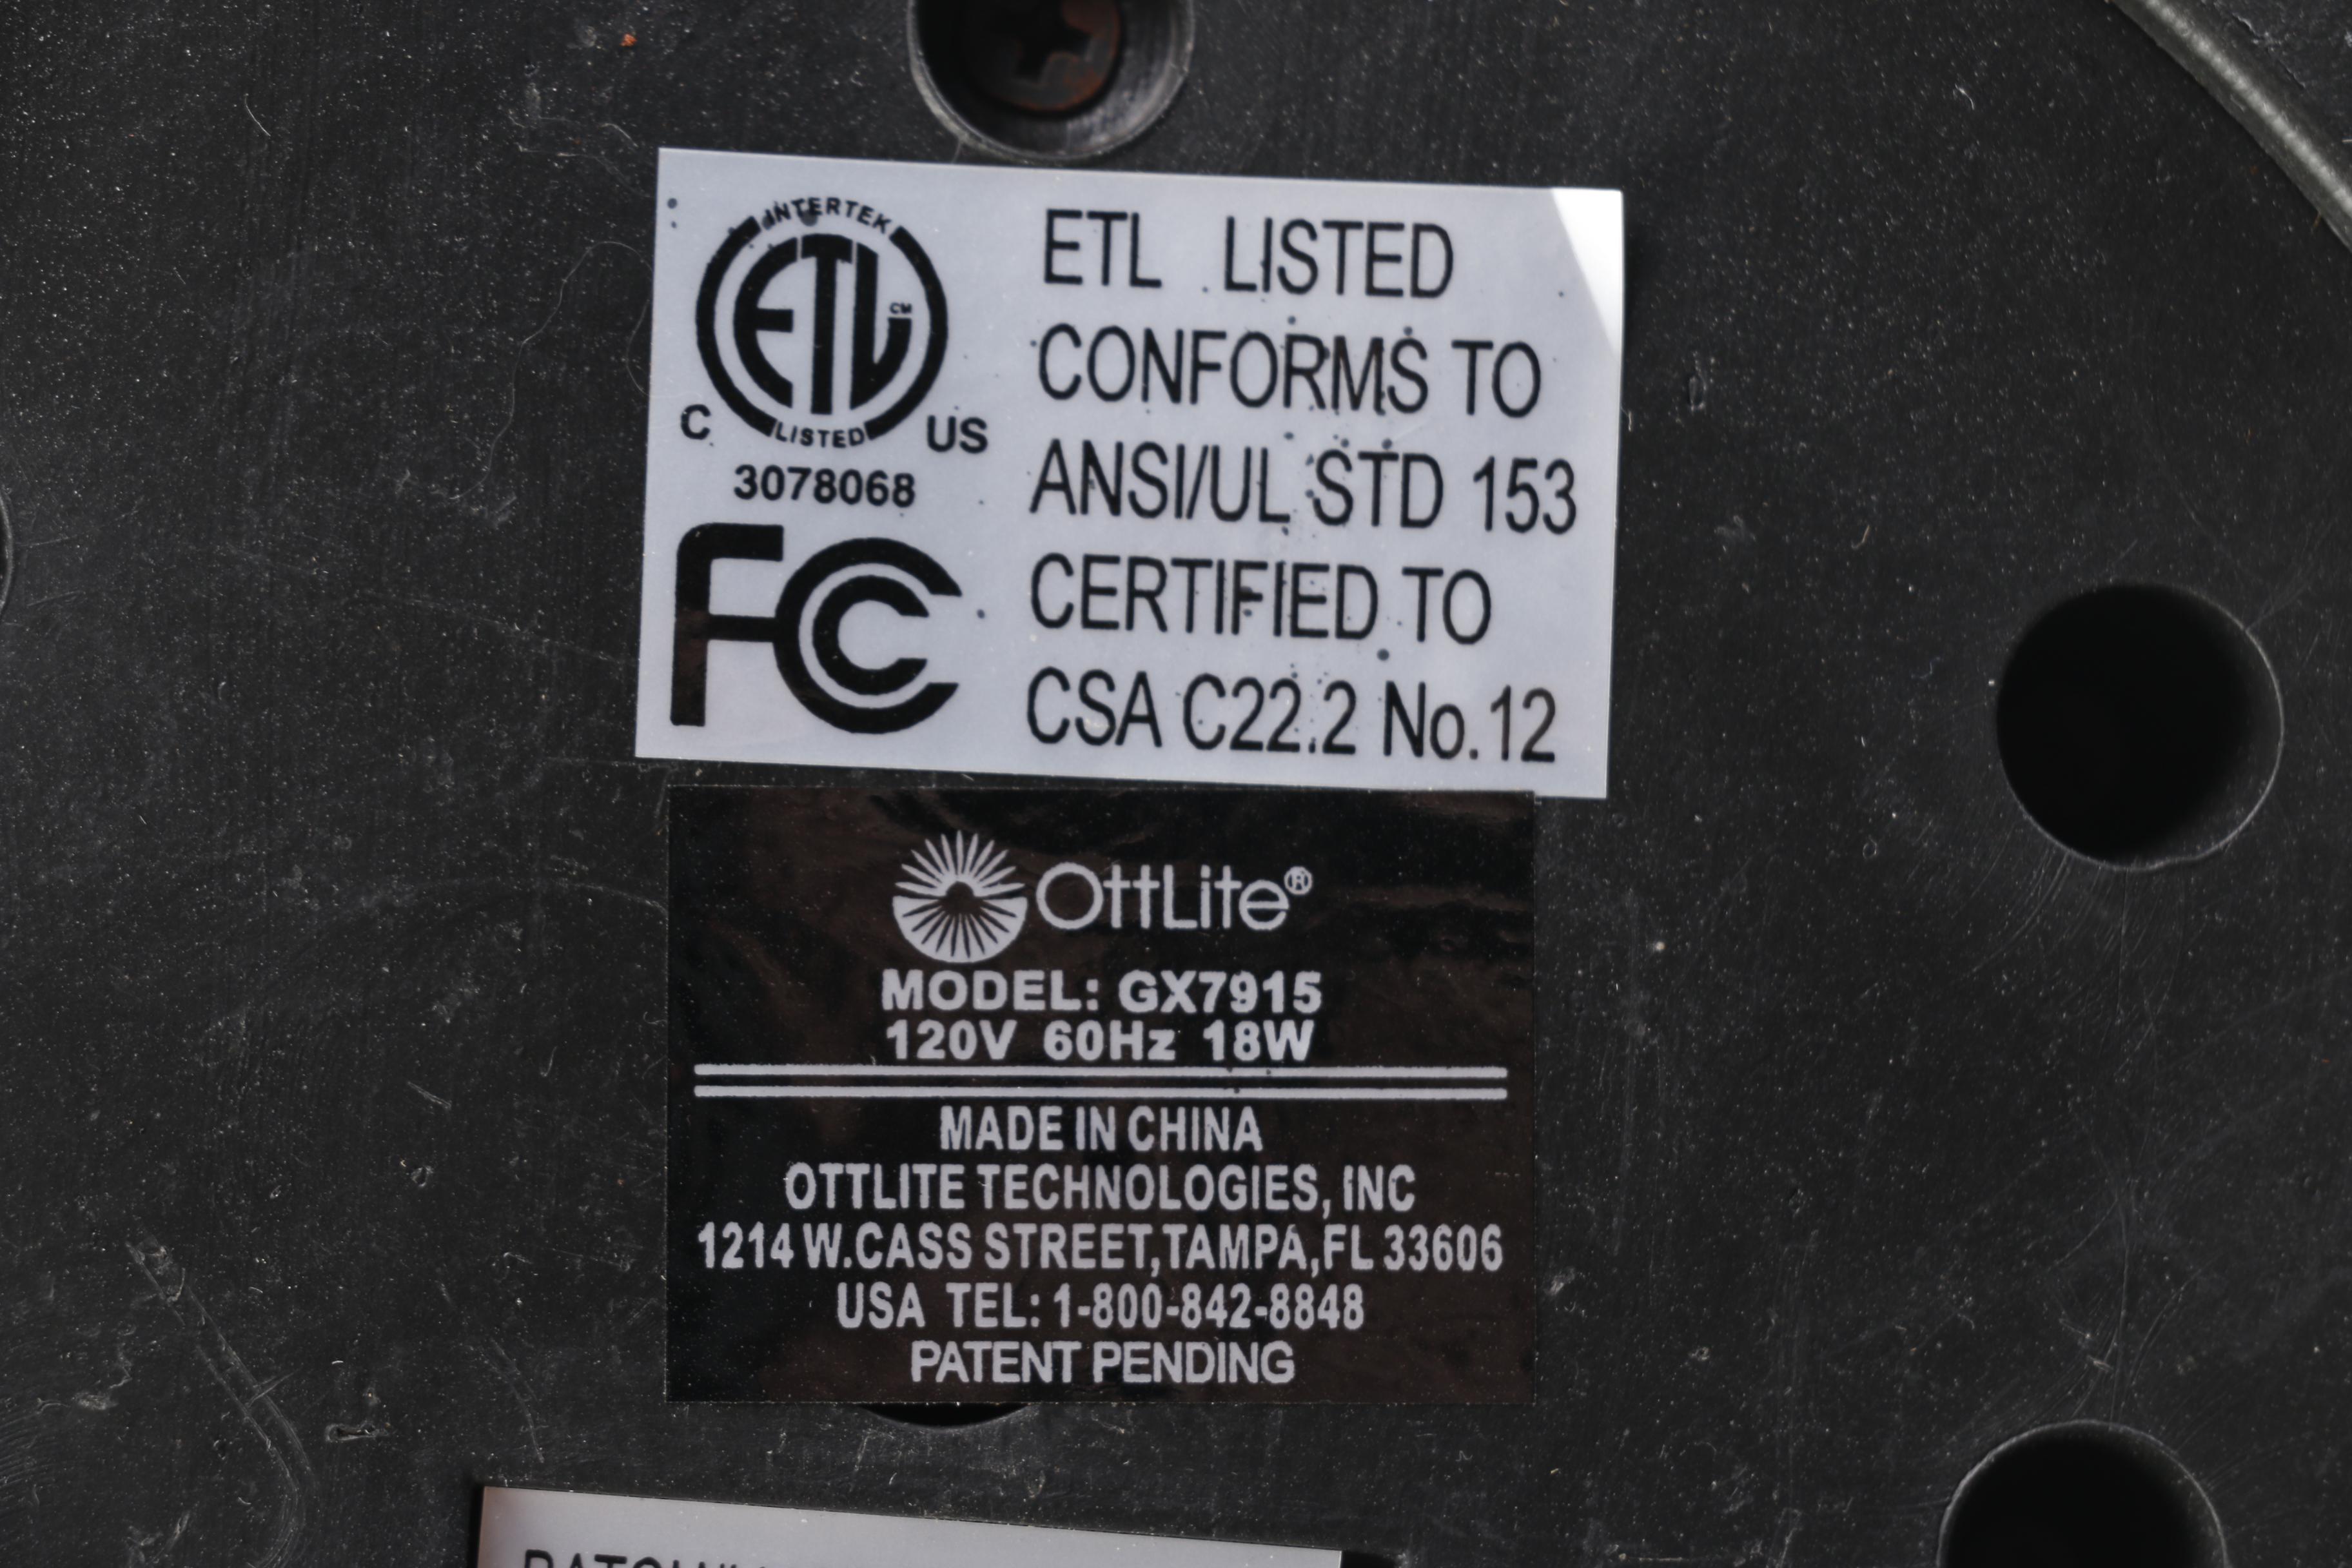 INTERTEK
ETL CM
C LISTED US
3078068
FC
ETL LISTED
CONFORMS TO
ANSI/UL STD 153
CERTIFIED TO
CSA C22.2 No.12
OttLite®
MODEL: GX7915
120V 60Hz 18W
MADE IN CHINA
OTTLITE TECHNOLOGIES, INC
1214 W.CASS STREET,TAMPA,FL 33606
USA TEL: 1-800-842-8848
PATENT PENDING